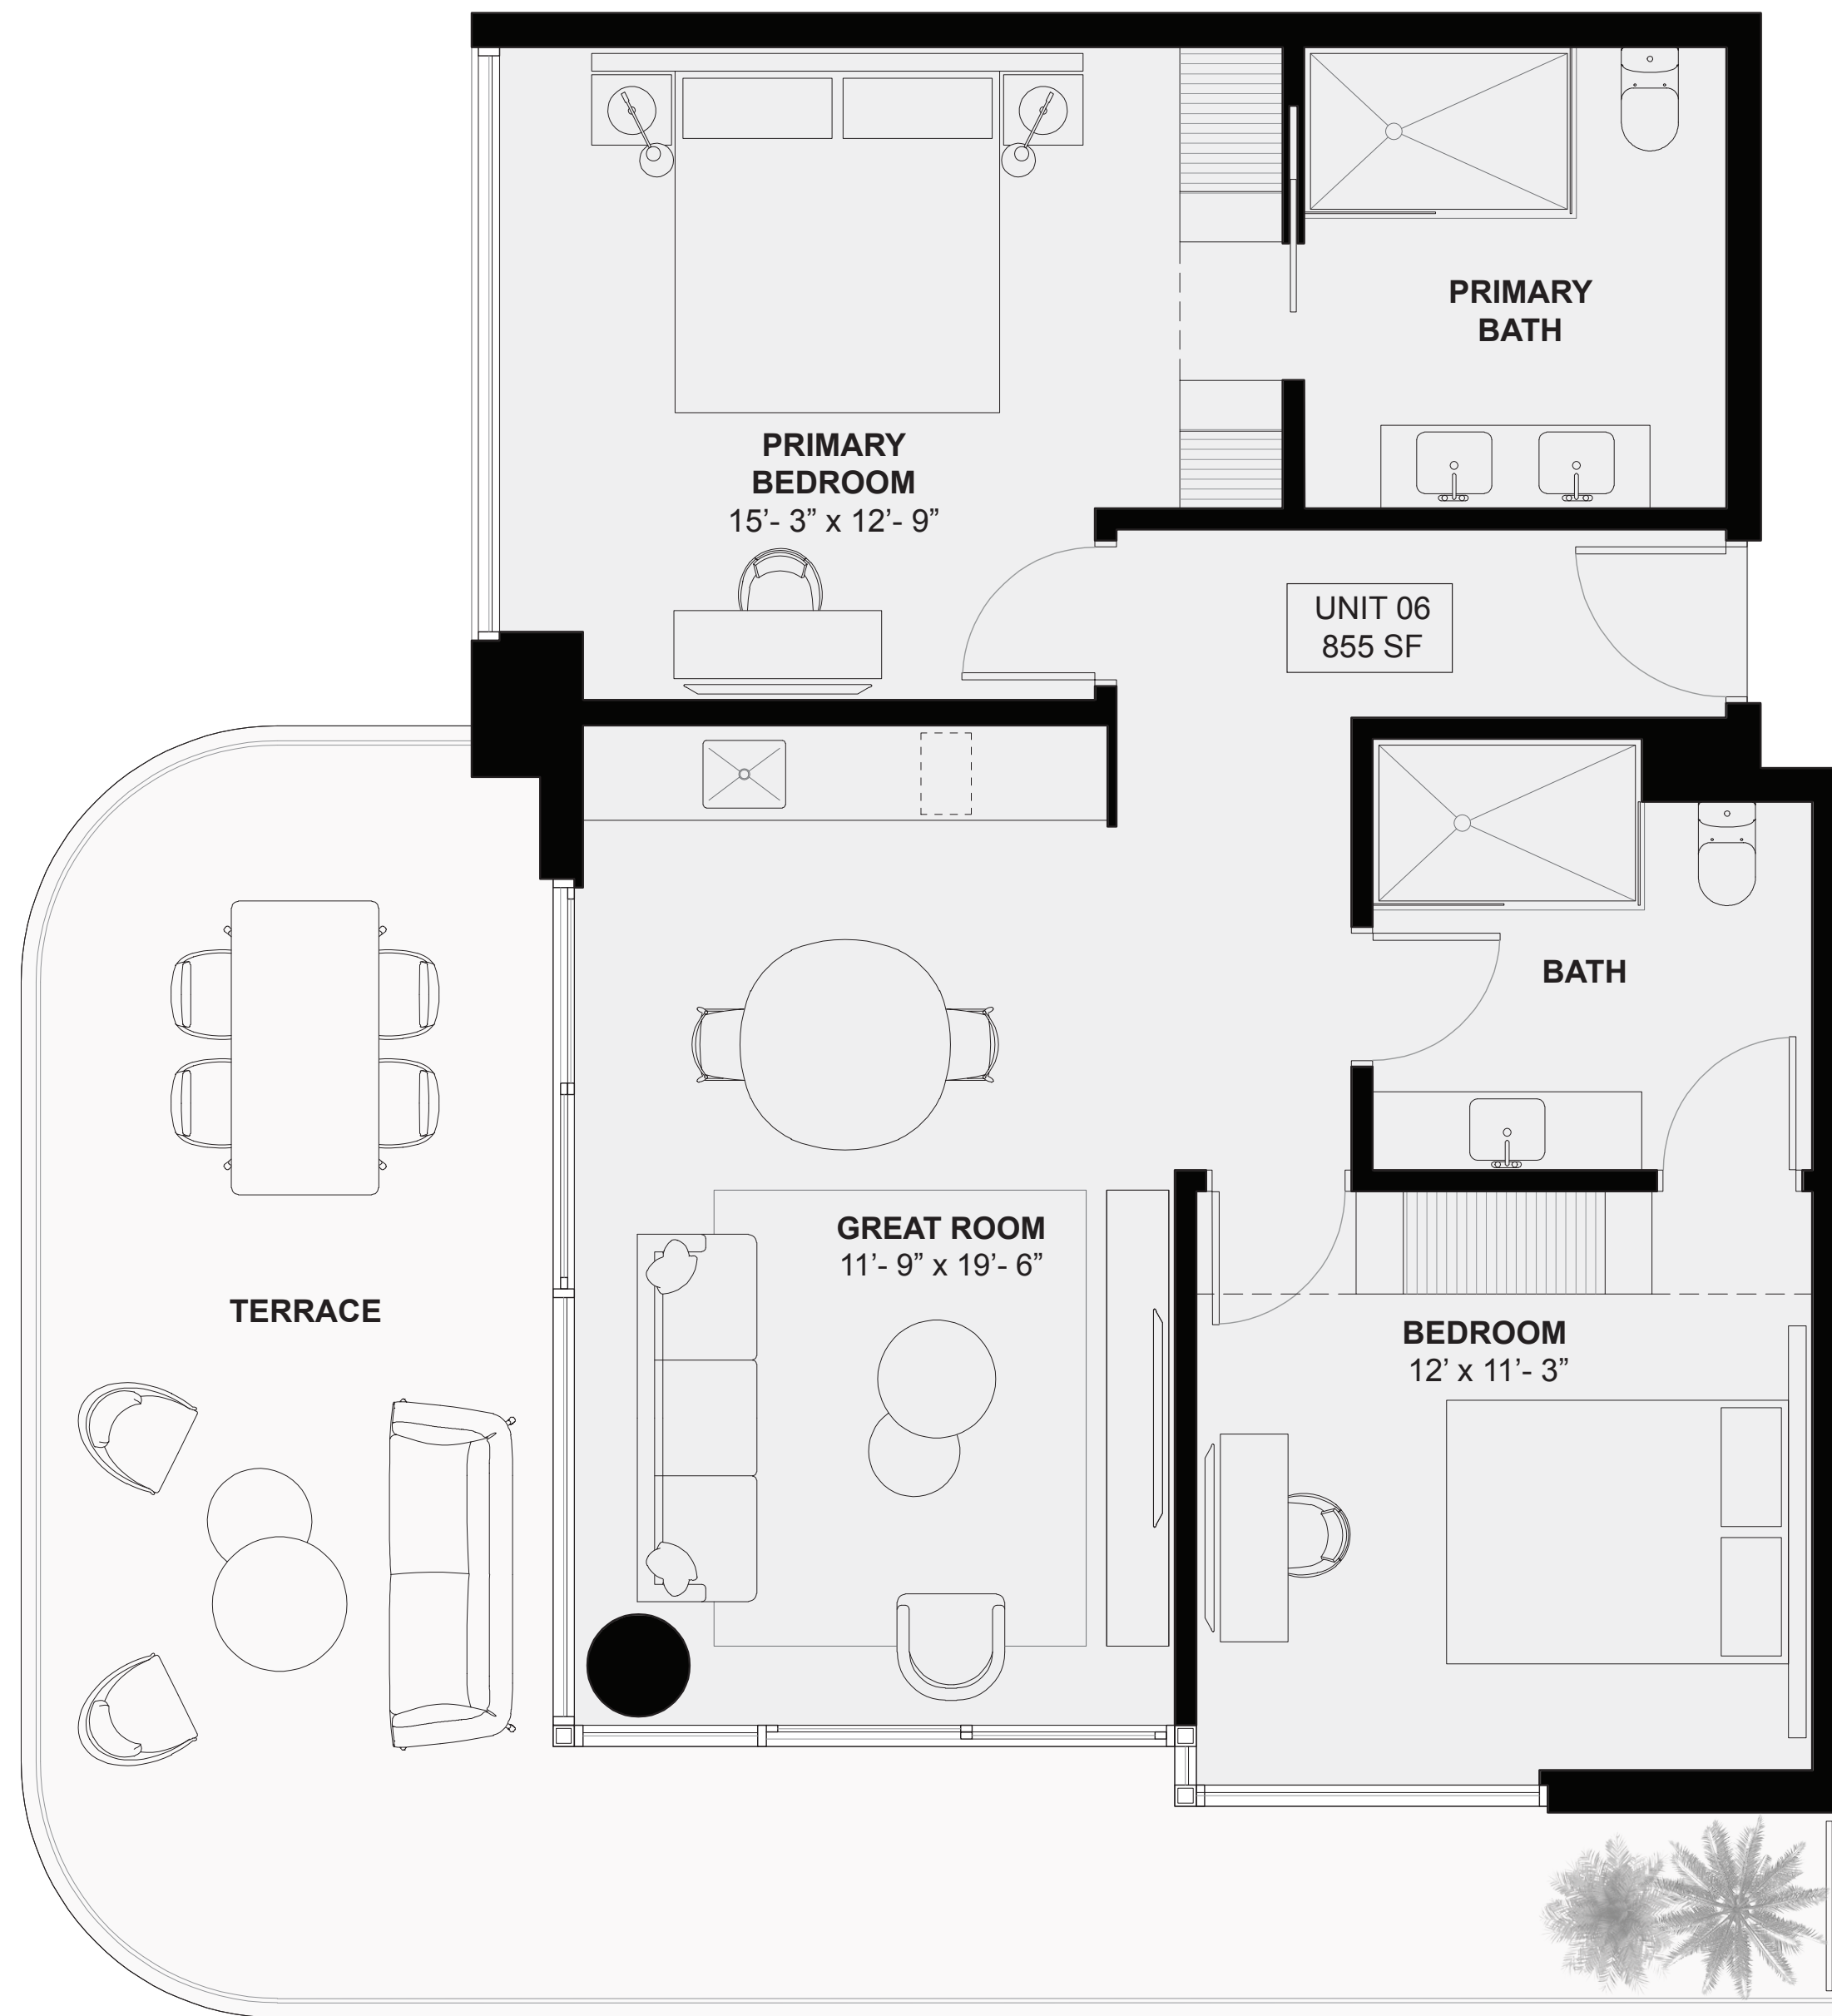 PRIMARY
BATH
PRIMARY
BEDROOM
15’- 3” x 12’- 9”
UNIT 06
855 SF
BATH
GREAT ROOM
11’- 9” x 19’- 6”
TERRACE
BEDROOM
12’ x 11’- 3”